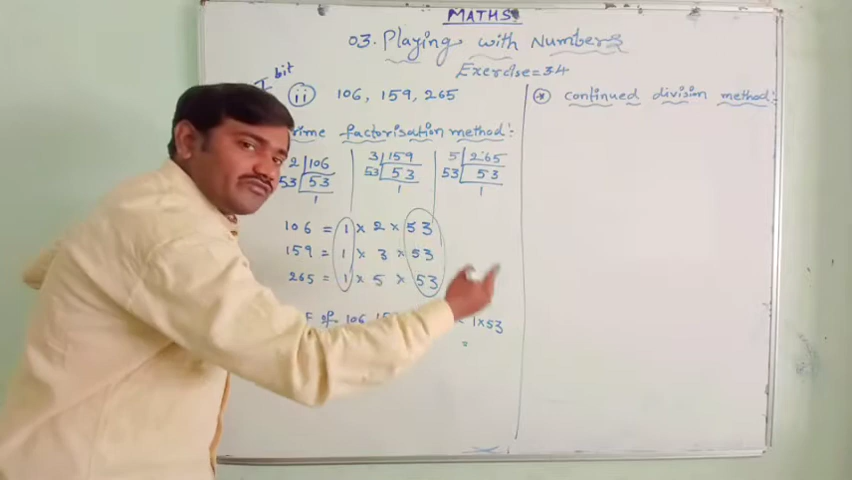 MATHS
03. Playing with Numbers
Exercise = 3.4
I bit
ii 106, 159, 265
rime factorisation method:
2 106
53 53
1
3 159
53 53
1
5 265
53 53
1
106 = 1 × 2 × 53
159 = 1 × 3 × 53
265 = 1 × 5 × 53
F of 106, 15
1×53
=
* continued division method: